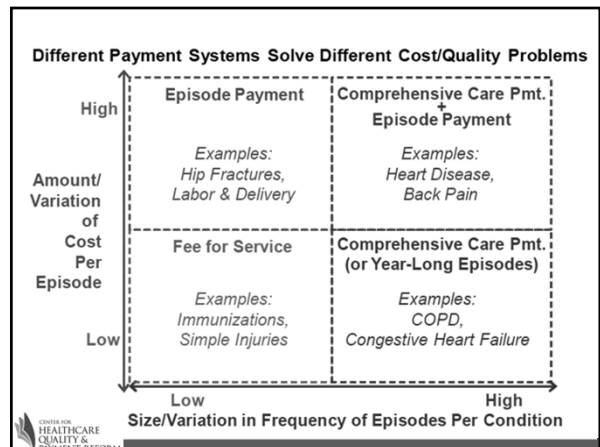 Different Payment Systems Solve Different Cost/Quality Problems
High
Amount/
Variation
of
Cost
Per
Episode
Low
Episode Payment
Examples:
Hip Fractures,
Labor & Delivery
Comprehensive Care Pmt.
+
Episode Payment
Examples:
Heart Disease,
Back Pain
Fee for Service
Examples:
Immunizations,
Simple Injuries
Comprehensive Care Pmt.
(or Year-Long Episodes)
Examples:
COPD,
Congestive Heart Failure
Low
High
Size/Variation in Frequency of Episodes Per Condition
CENTER FOR
HEALTHCARE
QUALITY &
PAYMENT REFORM